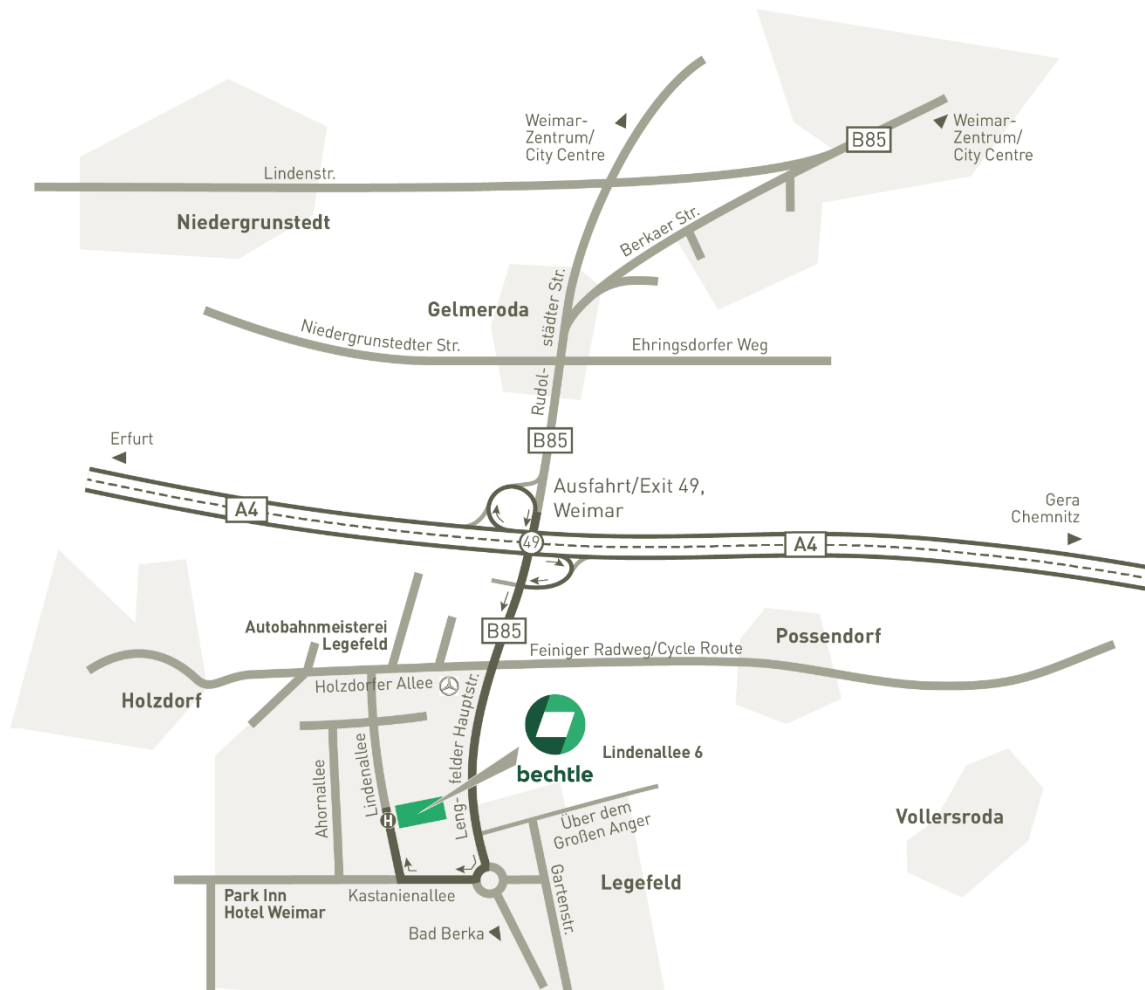 Weimar-
Zentrum/
City Centre
B85
Weimar-
Zentrum/
City Centre
Lindenstr.
Niedergrunstedt
Berkaer Str.
Gelmeroda
Rudol-
städter Str.
Niedergrunstedter Str.
Ehringsdorfer Weg
B85
Erfurt
Ausfahrt/Exit 49,
Weimar
A4
49
A4
Gera
Chemnitz
Autobahnmeisterei
Legefeld
B85
Feiniger Radweg/Cycle Route
Possendorf
Holzdorf
Holzdorfer Allee
Leng-
felder Hauptstr.
bechtle
Lindenallee 6
Ahornallee
Lindenallee
H
Über dem
Großen Anger
Vollersroda
Park Inn
Hotel Weimar
Kastanienallee
Gartenstr.
Legefeld
Bad Berka